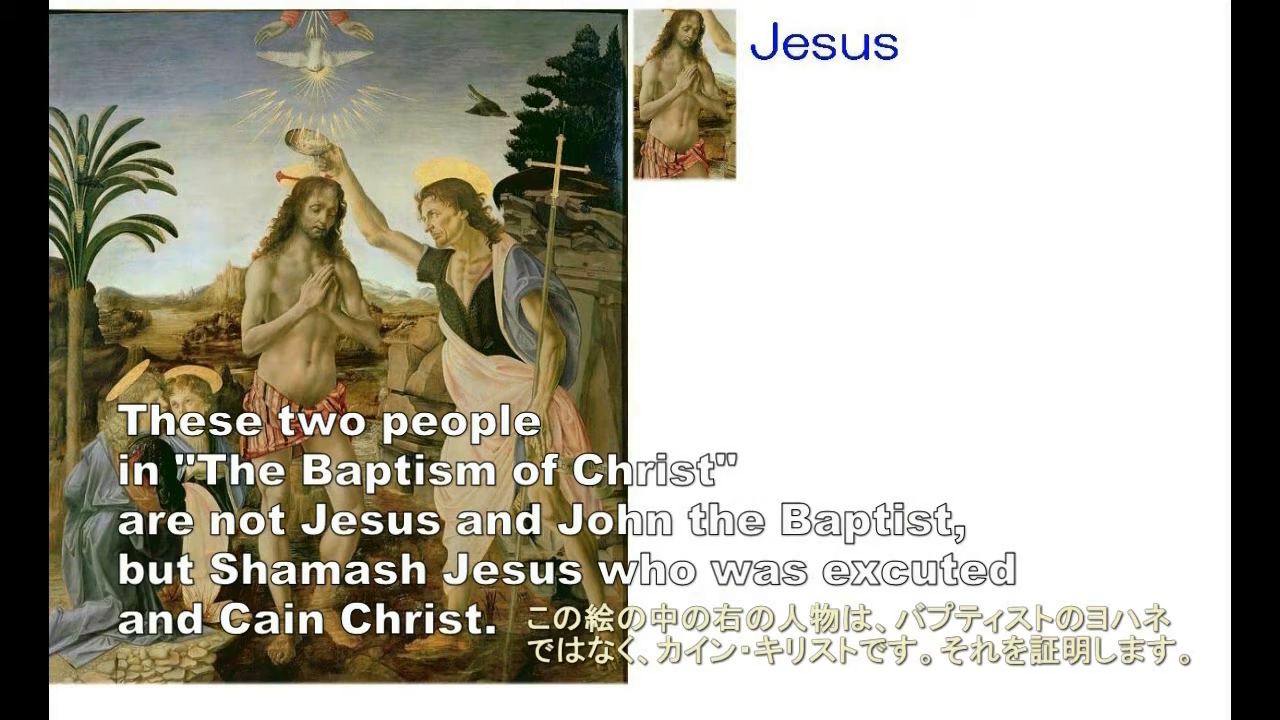 Jesus
These two people
in "The Baptism of Christ"
are not Jesus and John the Baptist,
but Shamash Jesus who was excuted
and Cain Christ.
この絵の中の右の人物は、バプティストのヨハネ
ではなく、カイン・キリストです。それを証明します。